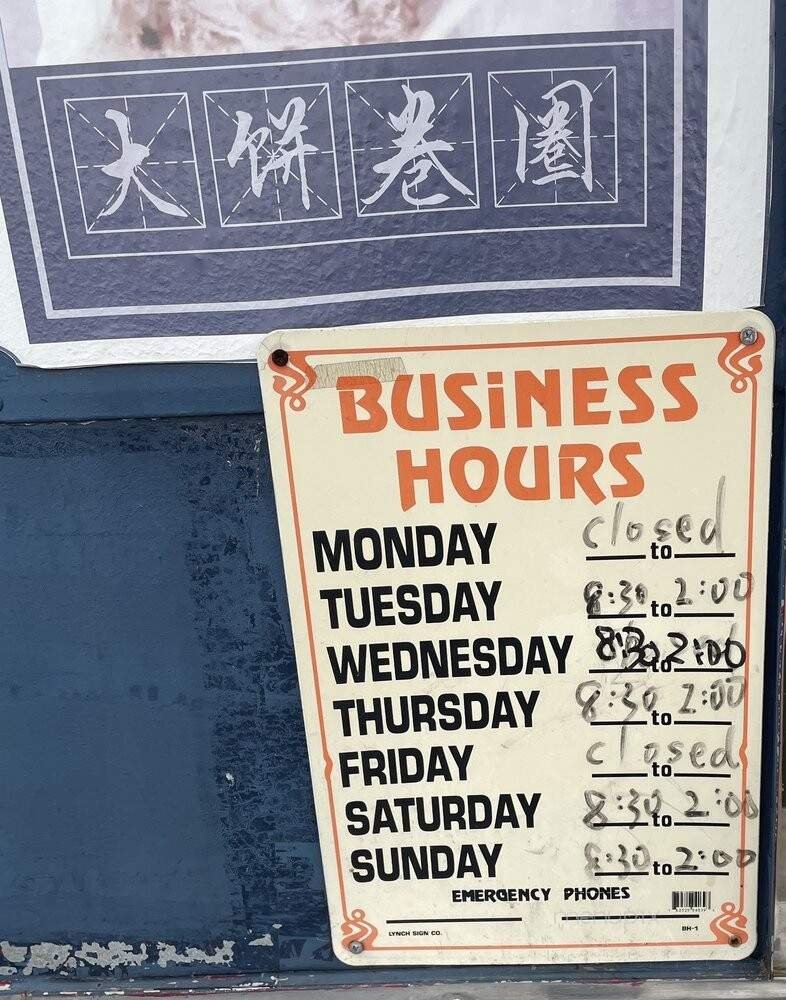 大饼卷圈
BUSINESS
HOURS
MONDAY closed to
TUESDAY 8:30 to 2:00
WEDNESDAY 8:30 to 2:00
THURSDAY 8:30 to 2:00
FRIDAY closed to
SATURDAY 8:30 to 2:00
SUNDAY 8:30 to 2:00
EMERGENCY PHONES
LYNCH SIGN CO. BH-1